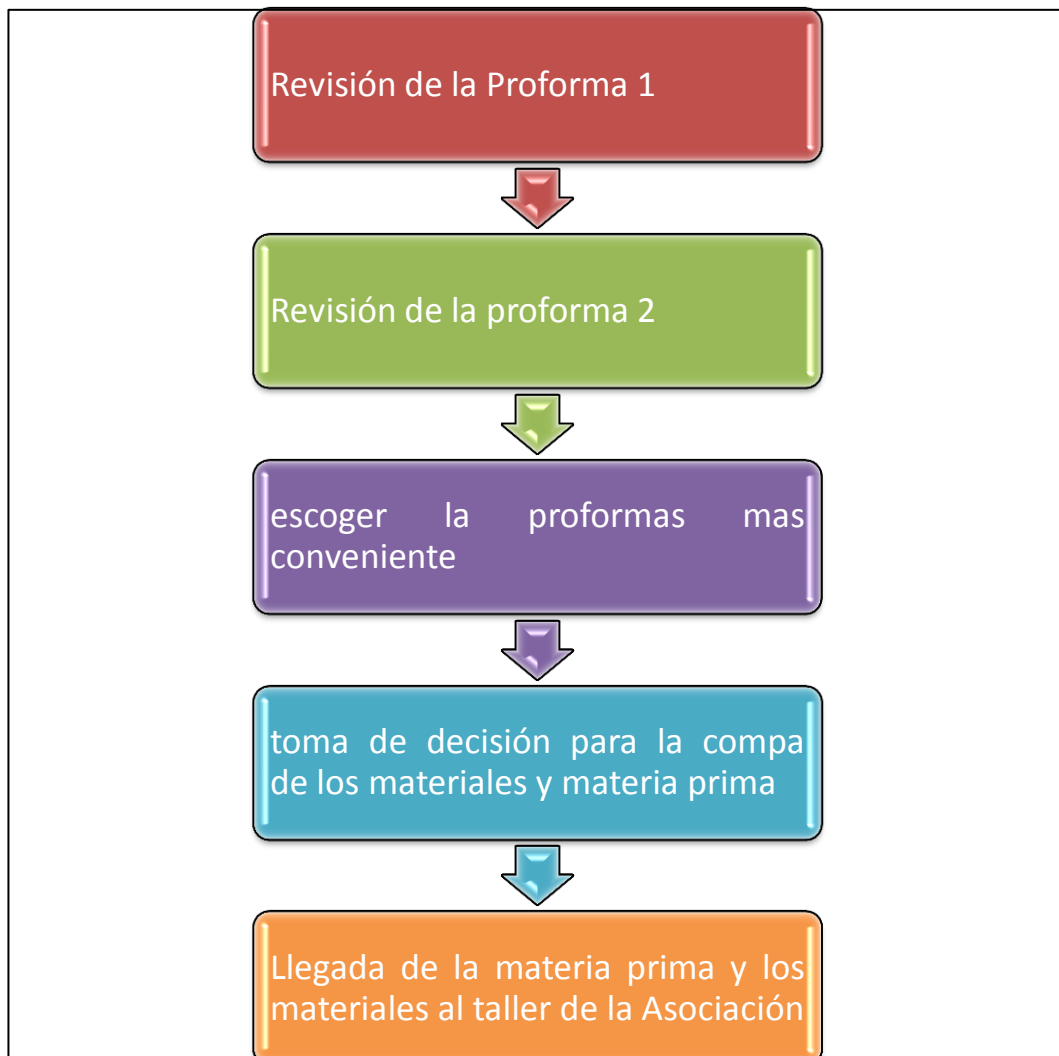 Revisión de la Proforma 1
Revisión de la proforma 2
escoger la proformas mas
conveniente
toma de decisión para la compa
de los materiales y materia prima
Llegada de la materia prima y los
materiales al taller de la Asociación